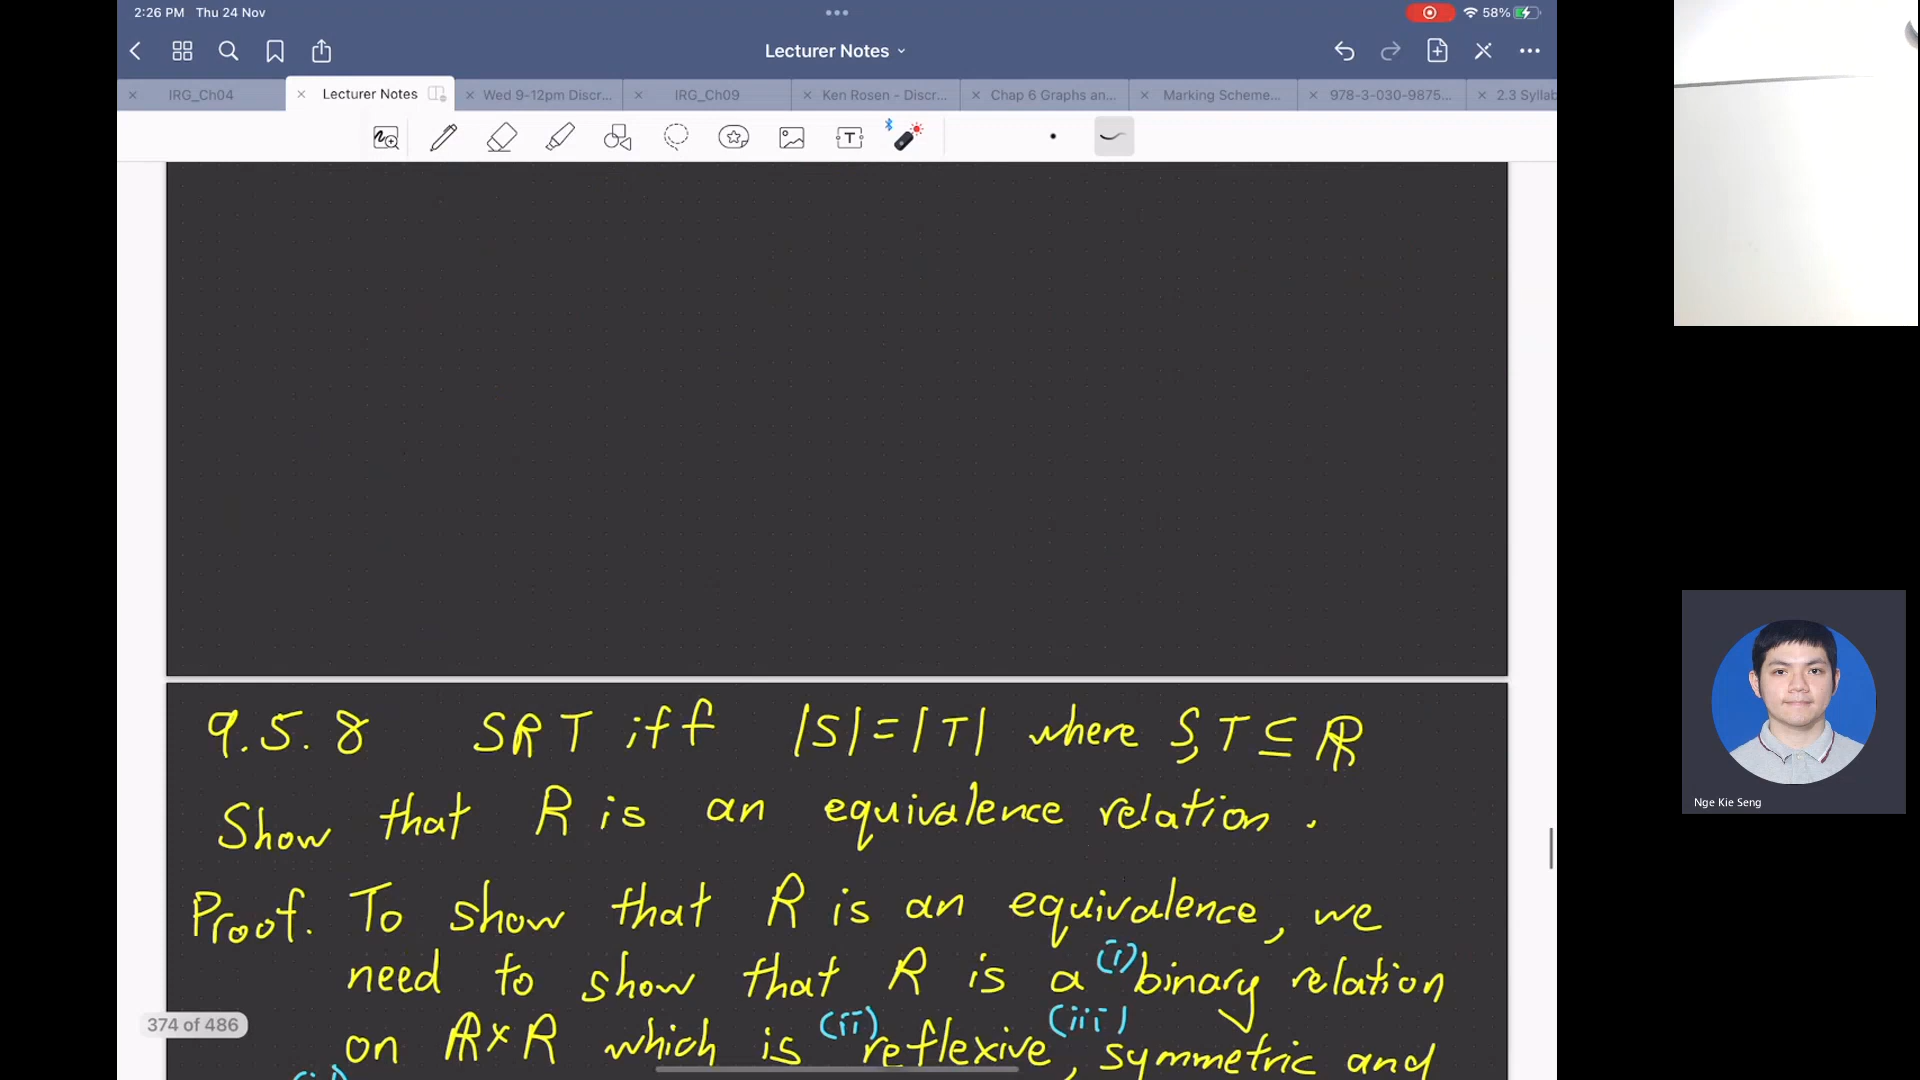 2:26 PM Thu 24 Nov
58%
Lecturer Notes
IRG_Ch04
Lecturer Notes
Wed 9-12pm Discr...
IRG_Ch09
Ken Rosen - Discr...
Chap 6 Graphs an...
Marking Scheme...
978-3-030-9875...
2.3 Syllab
9.5.8 SRT iff |S|=|T| where S,T ⊆ ℝ
Show that R is an equivalence relation.
Proof. To show that R is an equivalence, we
need to show that R is a (i) binary relation
on ℝ×R which is (ii) reflexive, (iii) symmetric and
374 of 486
Nge Kie Seng